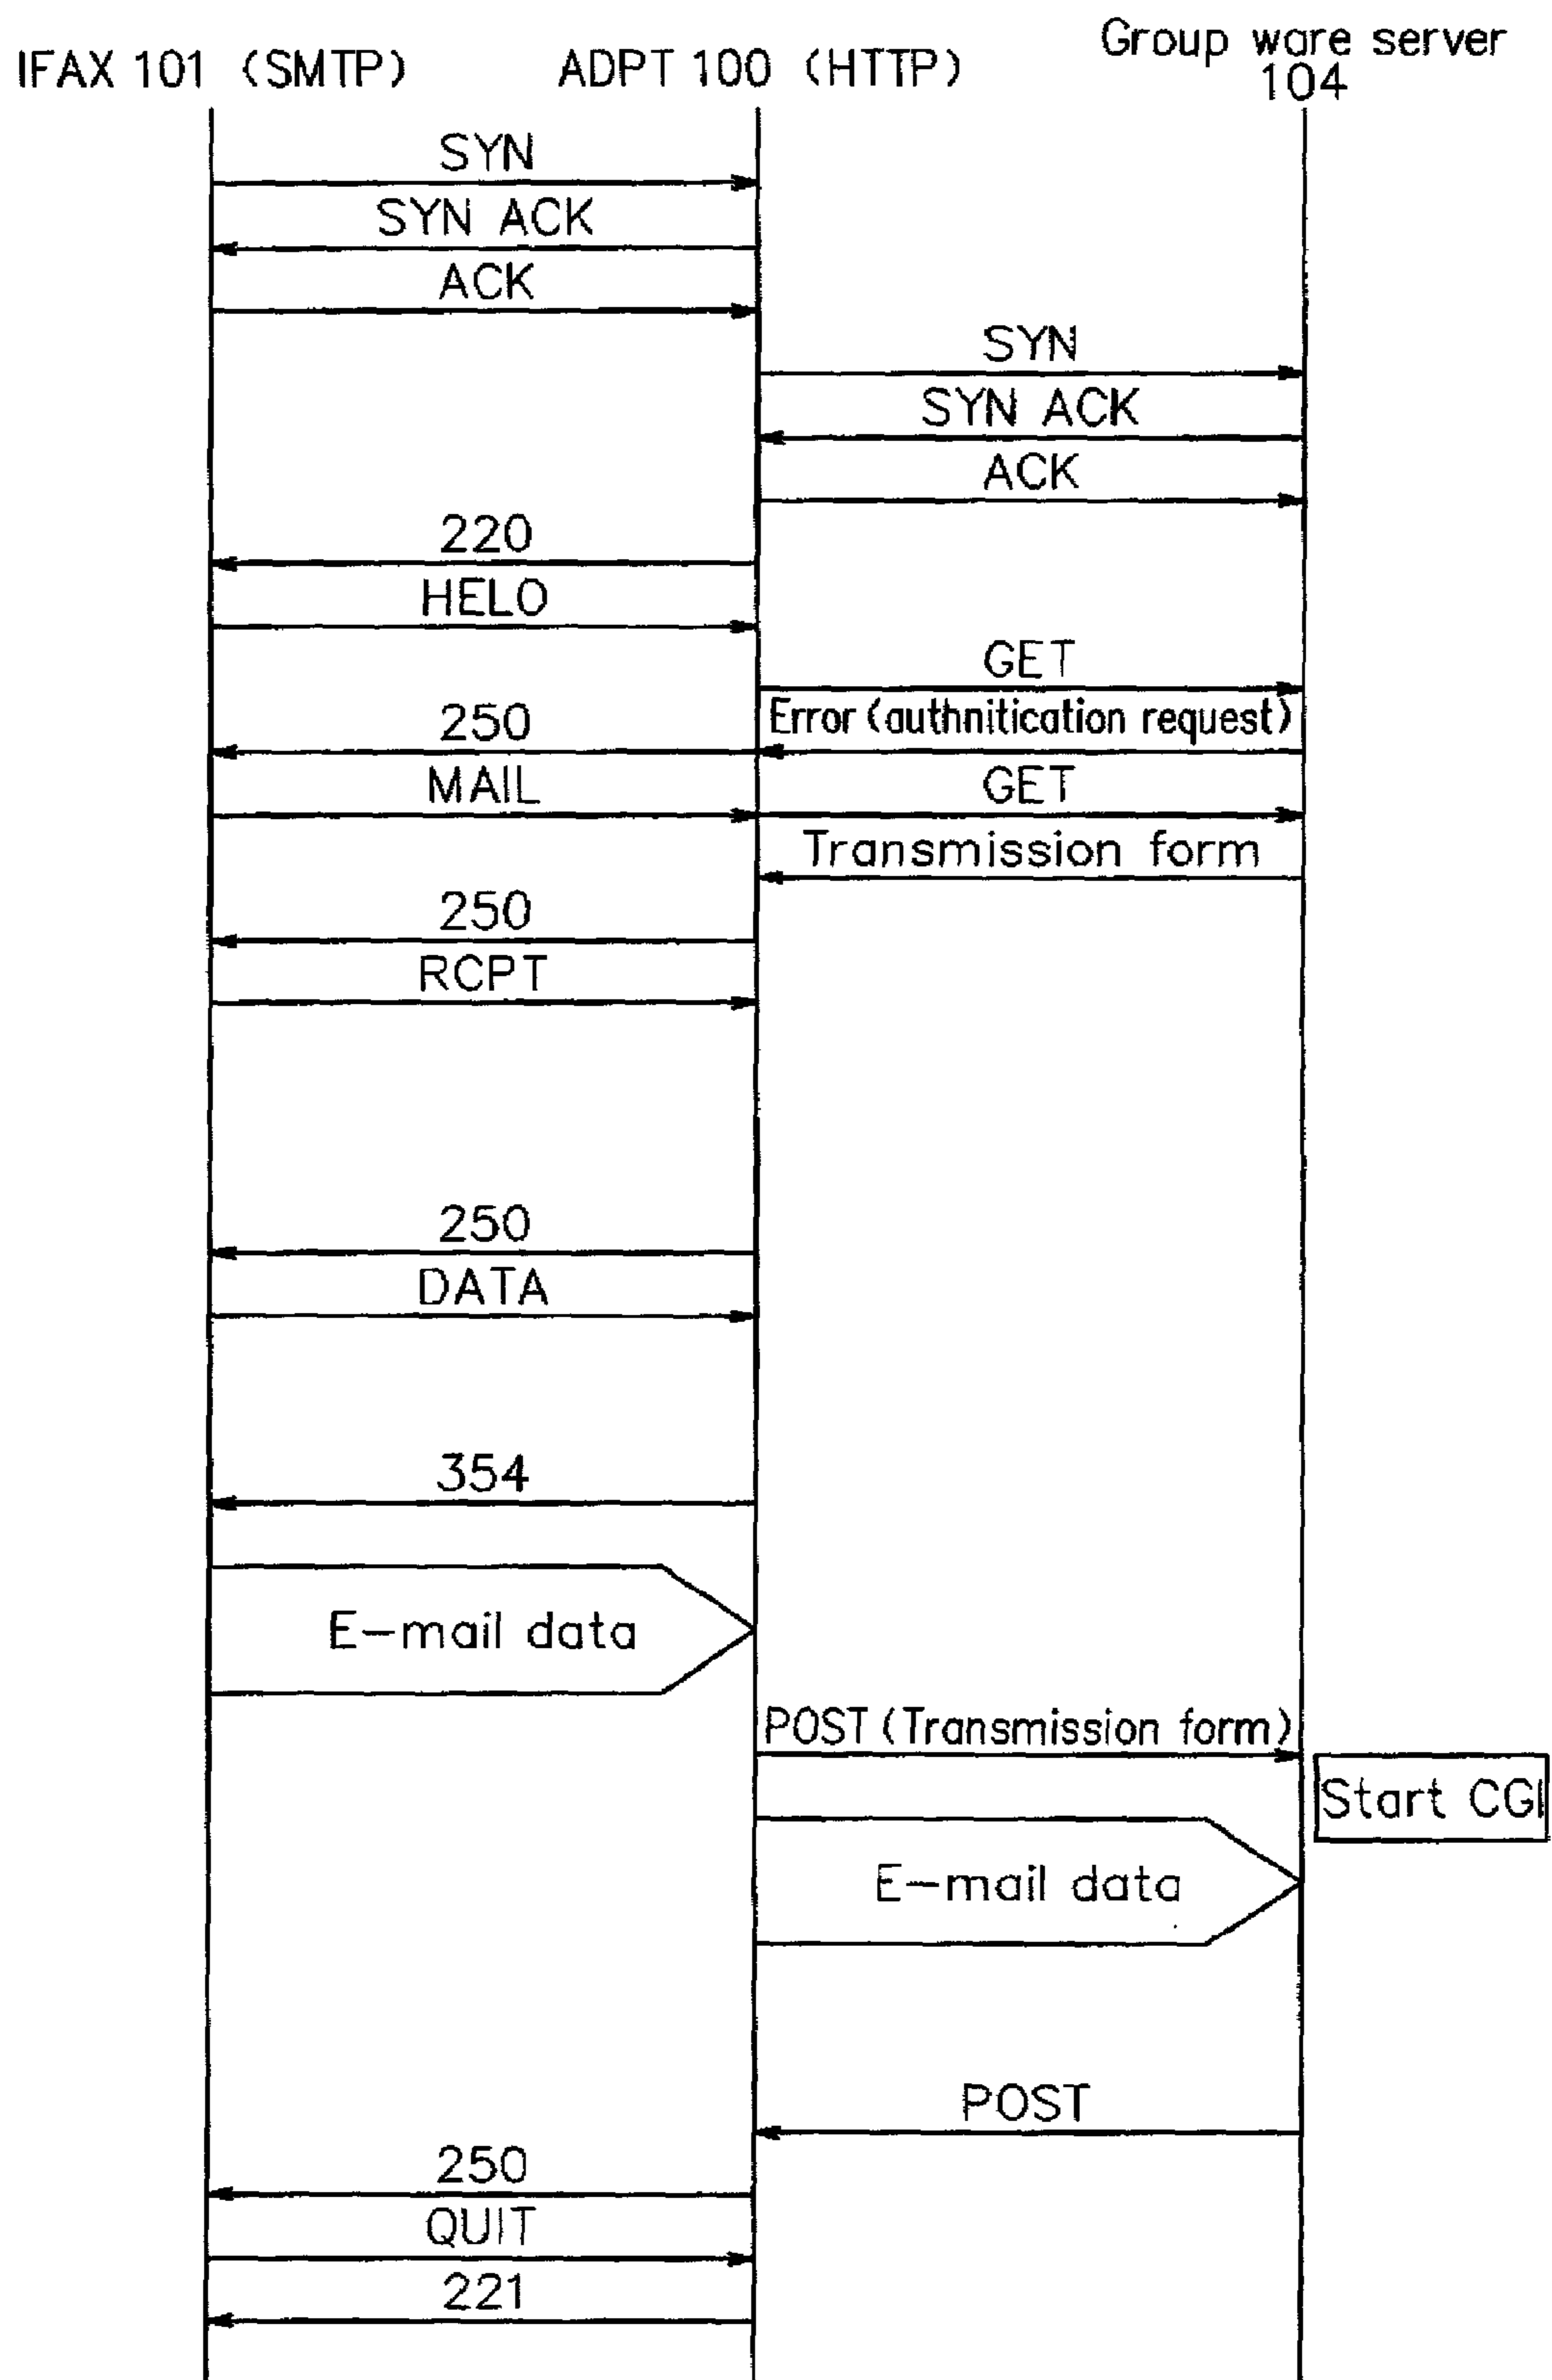 IFAX 101 (SMTP)
ADPT 100 (HTTP)
Group ware server
104
SYN
SYN ACK
ACK
SYN
SYN ACK
ACK
220
HELO
GET
250
Error (authnitication request)
MAIL
GET
Transmission form
250
RCPT
250
DATA
354
E-mail data
POST (Transmission form)
Start CGI
E-mail data
POST
250
QUIT
221